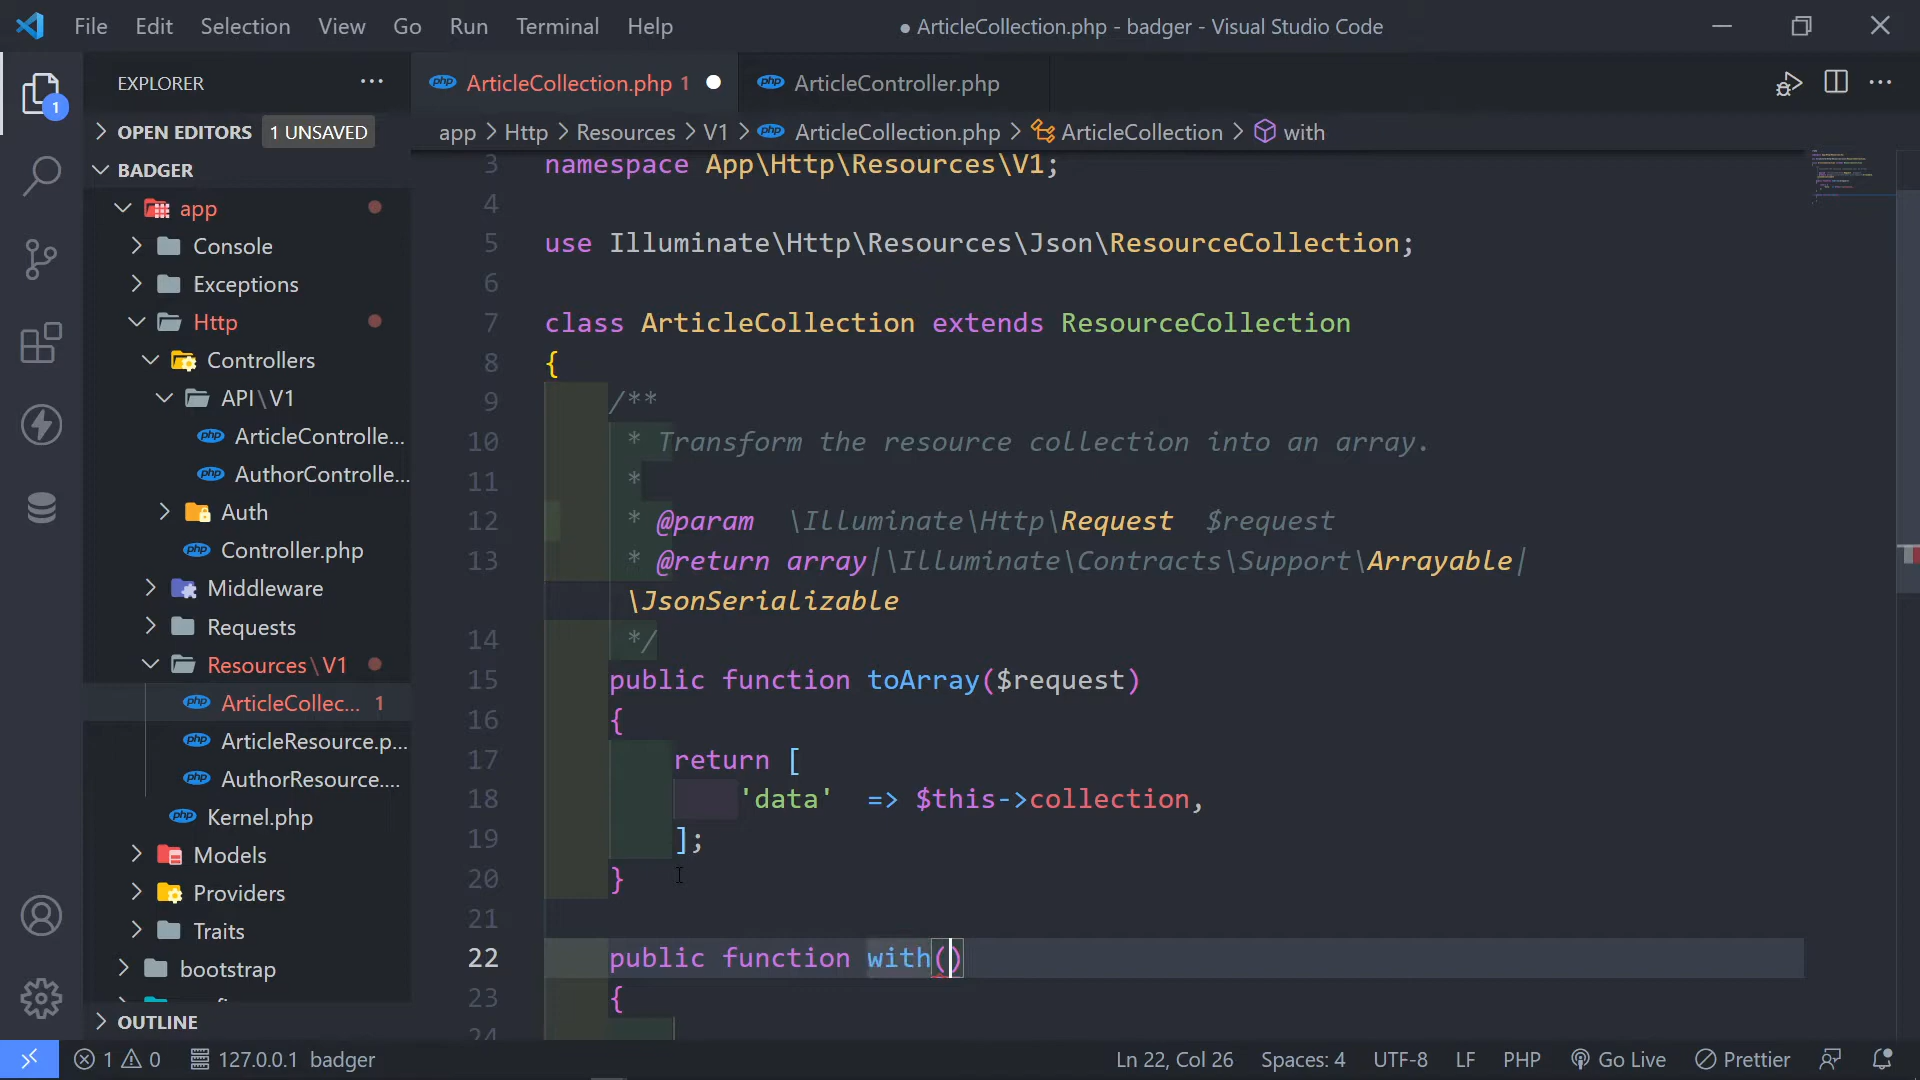 File Edit Selection View Go Run Terminal Help
● ArticleCollection.php - badger - Visual Studio Code
EXPLORER
1
OPEN EDITORS 1 UNSAVED
BADGER
app
Console
Exceptions
Http
Controllers
API\V1
ArticleControlle...
AuthorControlle...
Auth
Controller.php
Middleware
Requests
Resources\V1
ArticleCollec... 1
ArticleResource.p...
AuthorResource....
Kernel.php
Models
Providers
Traits
bootstrap
OUTLINE
php ArticleCollection.php 1
php ArticleController.php
app > Http > Resources > V1 > php ArticleCollection.php > ArticleCollection > with
3 namespace App\Http\Resources\V1;
4
5 use Illuminate\Http\Resources\Json\ResourceCollection;
6
7 class ArticleCollection extends ResourceCollection
8 {
9 /**
10 * Transform the resource collection into an array.
11 *
12 * @param  \Illuminate\Http\Request  $request
13 * @return array|\Illuminate\Contracts\Support\Arrayable|
\JsonSerializable
14 */
15 public function toArray($request)
16 {
17 return [
18 'data'  => $this->collection,
19 ];
20 }
21
22 public function with()
23 {
24
1 0 127.0.0.1 badger
Ln 22, Col 26 Spaces: 4 UTF-8 LF PHP Go Live Prettier